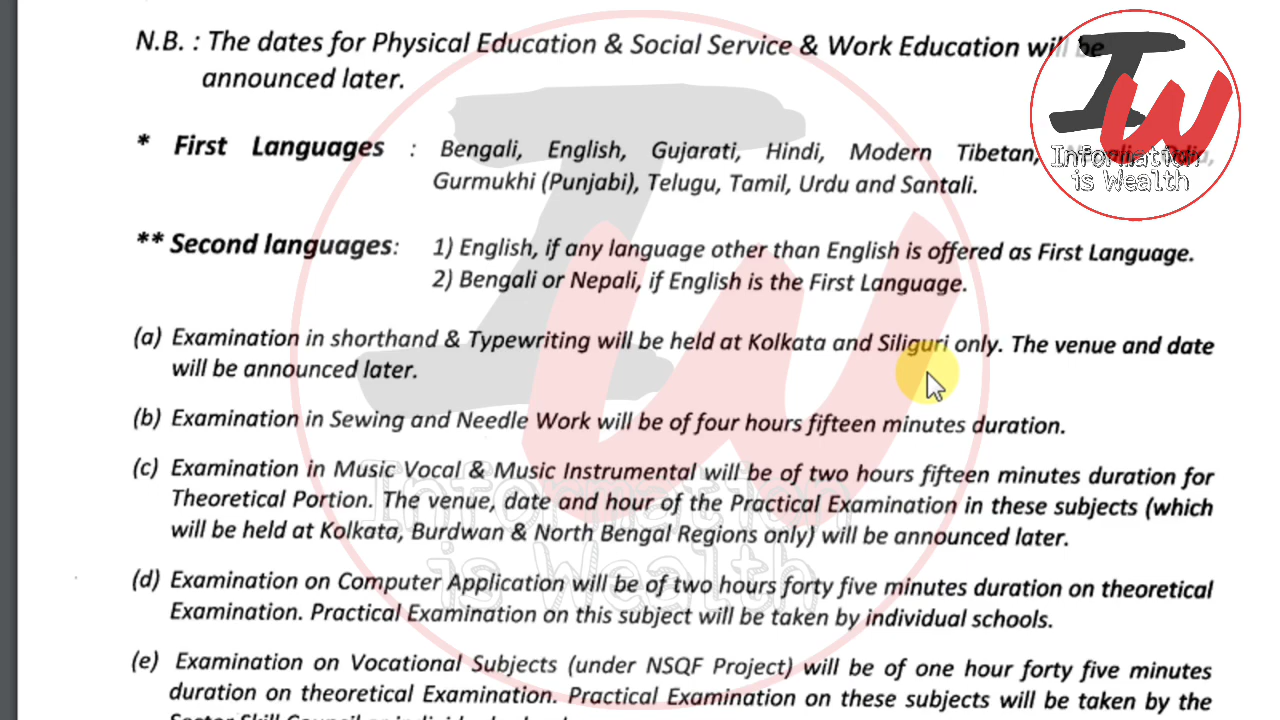 N.B. : The dates for Physical Education & Social Service & Work Education will be
announced later.
* First Languages : Bengali, English, Gujarati, Hindi, Modern Tibetan,
Gurmukhi (Punjabi), Telugu, Tamil, Urdu and Santali.
** Second languages: 1) English, if any language other than English is offered as First Language.
2) Bengali or Nepali, if English is the First Language.
(a) Examination in shorthand & Typewriting will be held at Kolkata and Siliguri only. The venue and date
will be announced later.
(b) Examination in Sewing and Needle Work will be of four hours fifteen minutes duration.
(c) Examination in Music Vocal & Music Instrumental will be of two hours fifteen minutes duration for
Theoretical Portion. The venue, date and hour of the Practical Examination in these subjects (which
will be held at Kolkata, Burdwan & North Bengal Regions only) will be announced later.
(d) Examination on Computer Application will be of two hours forty five minutes duration on theoretical
Examination. Practical Examination on this subject will be taken by individual schools.
(e) Examination on Vocational Subjects (under NSQF Project) will be of one hour forty five minutes
duration on theoretical Examination. Practical Examination on these subjects will be taken by the
IW
Information
is Wealth
Information
is Wealth